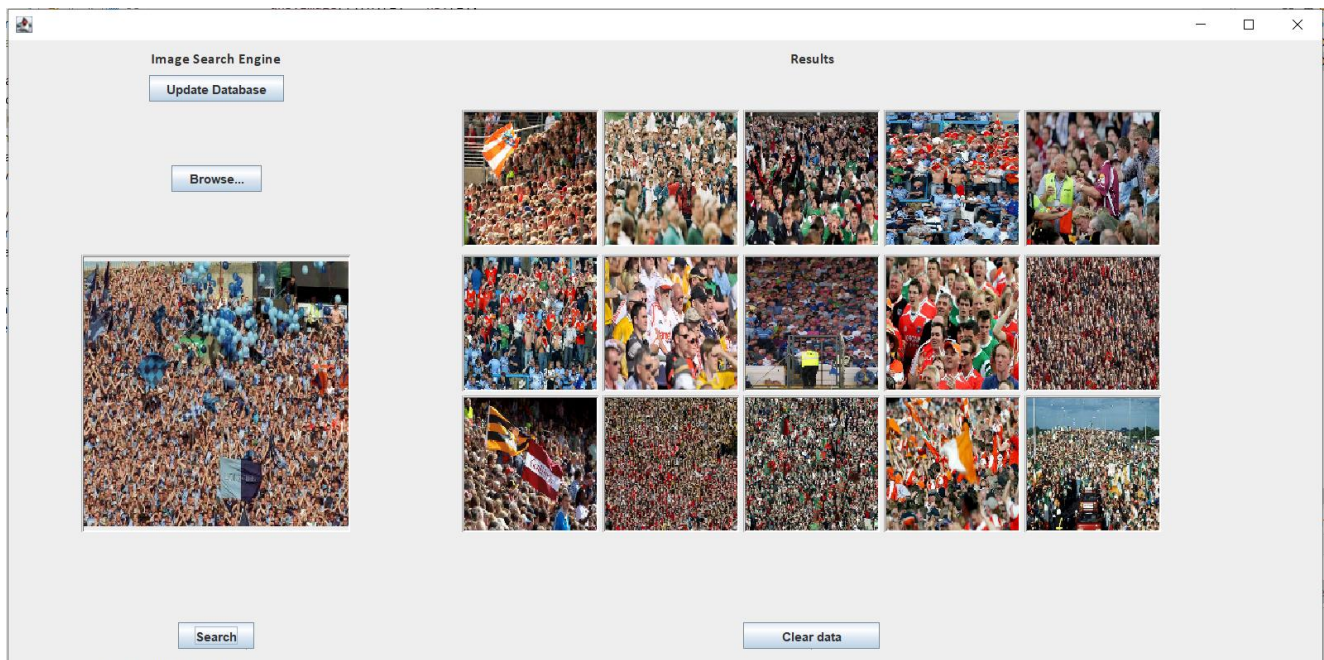 Image Search Engine
Results
Update Database
Browse...
Search
Clear data